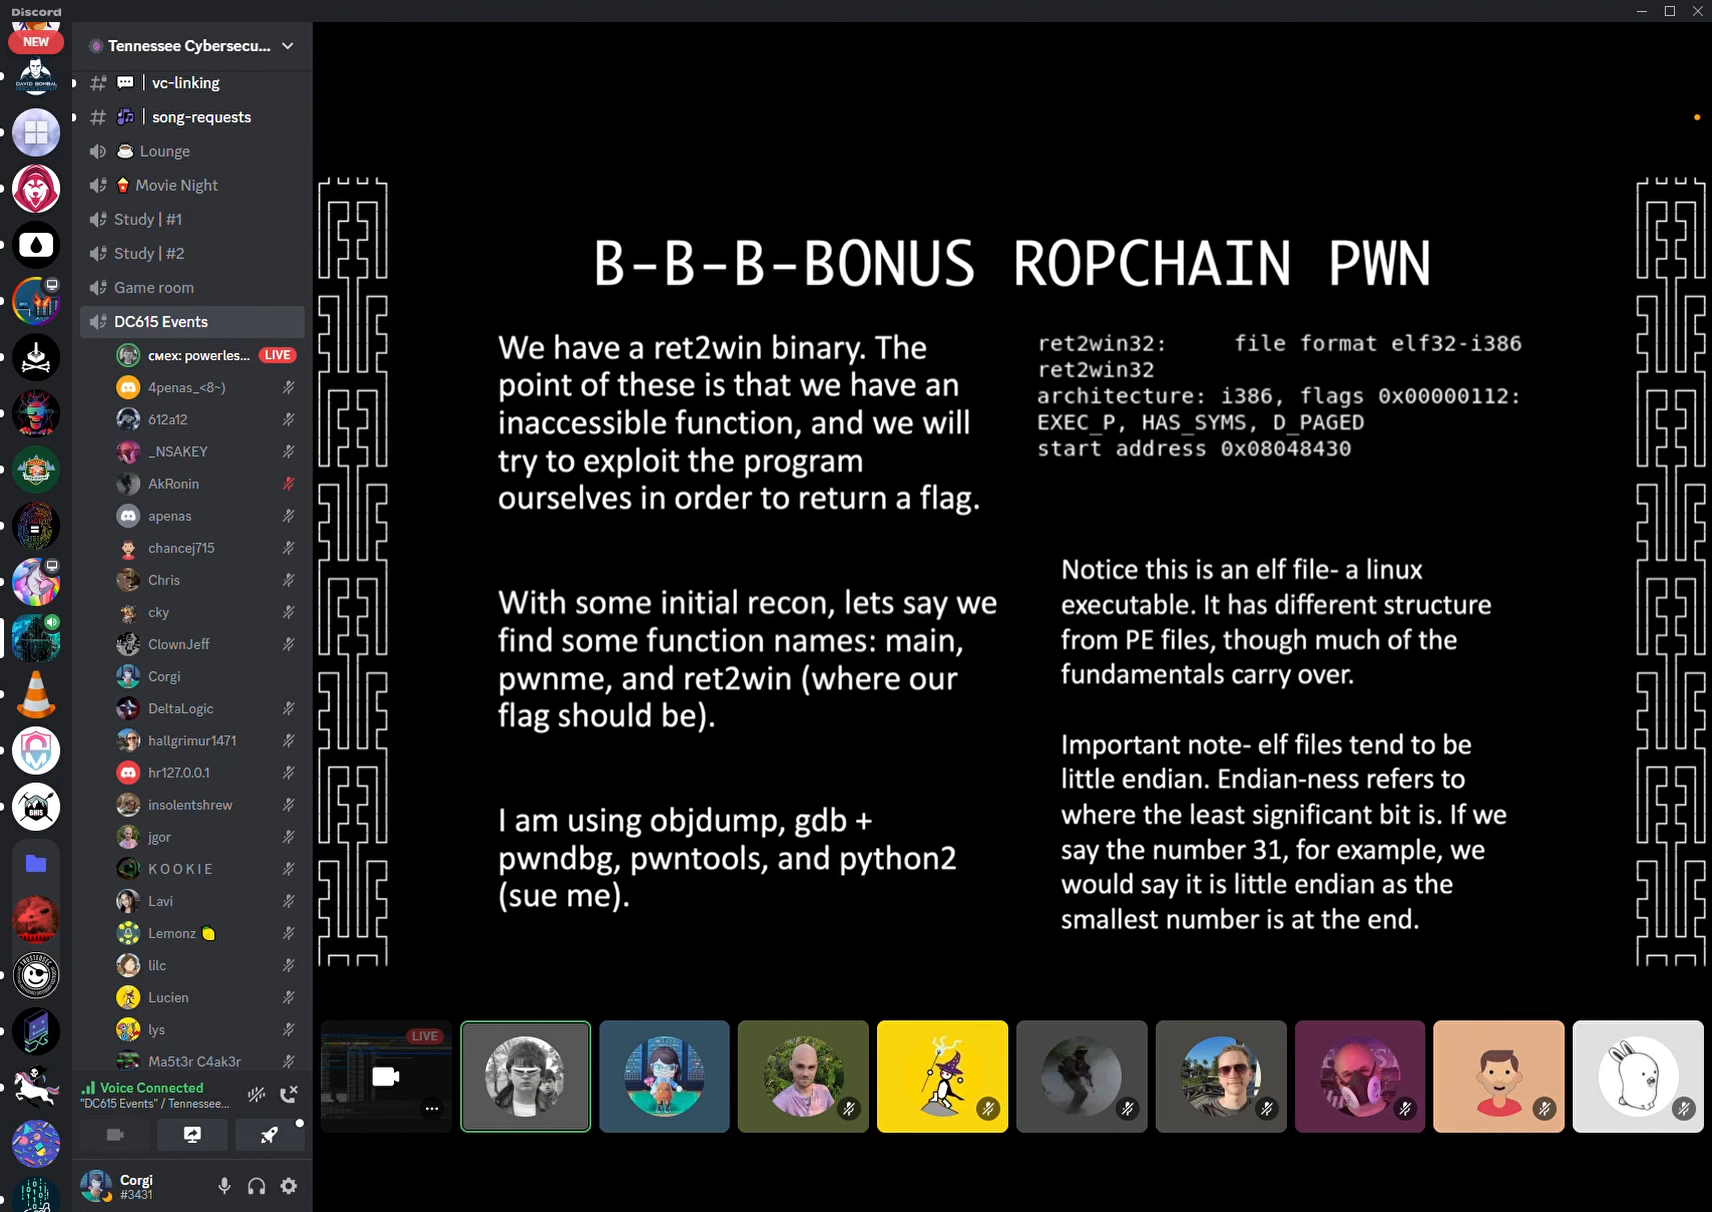 Discord
NEW
DAVID BOMBAL
Tennessee Cybersecu...
# | vc-linking
# | song-requests
Lounge
Movie Night
Study | #1
Study | #2
Game room
DC615 Events
смех: powerles... LIVE
4penas_<8~)
612a12
_NSAKEY
AkRonin
apenas
chancej715
Chris
cky
ClownJeff
Corgi
DeltaLogic
hallgrimur1471
hr127.0.0.1
insolentshrew
jgor
K O O K I E
Lavi
Lemonz
lilc
Lucien
lys
Ma5t3r C4ak3r
BHIS
Voice Connected
"DC615 Events" / Tennessee...
Corgi
#3431
B-B-B-BONUS ROPCHAIN PWN
We have a ret2win binary. The
point of these is that we have an
inaccessible function, and we will
try to exploit the program
ourselves in order to return a flag.
With some initial recon, lets say we
find some function names: main,
pwnme, and ret2win (where our
flag should be).
I am using objdump, gdb +
pwndbg, pwntools, and python2
(sue me).
ret2win32: file format elf32-i386
ret2win32
architecture: i386, flags 0x00000112:
EXEC_P, HAS_SYMS, D_PAGED
start address 0x08048430
Notice this is an elf file- a linux
executable. It has different structure
from PE files, though much of the
fundamentals carry over.
Important note- elf files tend to be
little endian. Endian-ness refers to
where the least significant bit is. If we
say the number 31, for example, we
would say it is little endian as the
smallest number is at the end.
LIVE